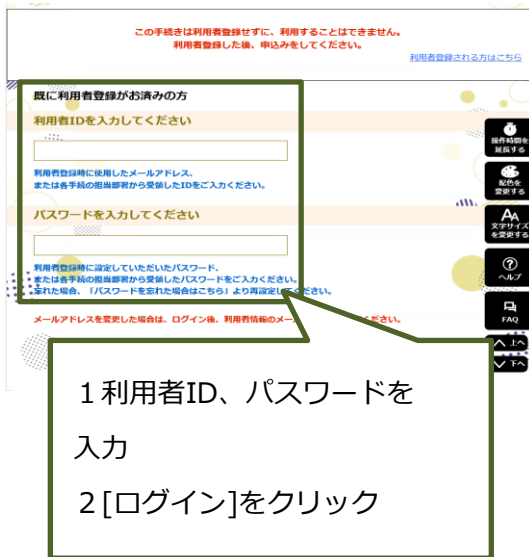 この手続きは利用者登録せずに、利用することはできません。
利用者登録した後、申込みをしてください。
利用者登録される方はこちら
既に利用者登録がお済みの方
利用者IDを入力してください
利用者登録時に使用したメールアドレス、
または各手続の担当部署から受領したIDをご入力ください。
パスワードを入力してください
利用者登録時に設定していただいたパスワード、
または各手続の担当部署から受領したパスワードをご入力ください。
忘れた場合、「パスワードを忘れた場合はこちら」より再設定してください。
メールアドレスを変更した場合は、ログイン後、利用者情報のメー ください。
操作時間を
延長する
配色を
変更する
AA
文字サイズ
を変更する
?
ヘルプ
FAQ
上へ
下へ
1利用者ID、パスワードを
入力
2[ログイン]をクリック